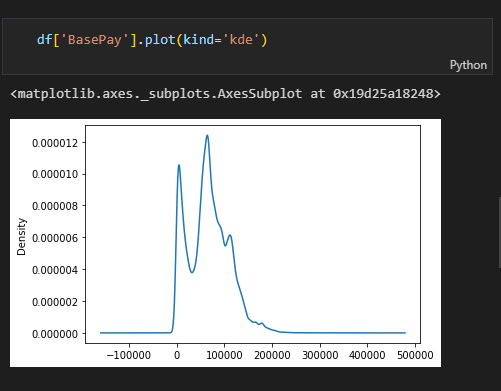 df['BasePay'].plot(kind='kde')
Python
<matplotlib.axes._subplots.AxesSubplot at 0x19d25a18248>
0.000012
0.000010
0.000008
0.000006
0.000004
0.000002
0.000000
Density
−100000 0 100000 200000 300000 400000 500000